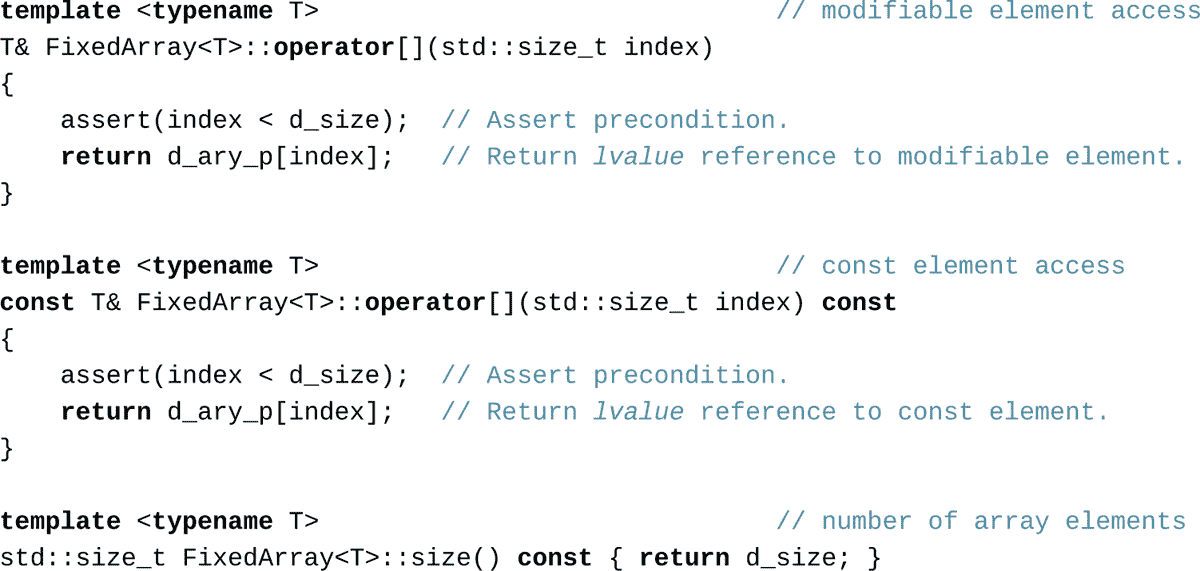 template <typename T>                              // modifiable element access
T& FixedArray<T>::operator[](std::size_t index)
{
    assert(index < d_size);  // Assert precondition.
    return d_ary_p[index];   // Return lvalue reference to modifiable element.
}
template <typename T>                              // const element access
const T& FixedArray<T>::operator[](std::size_t index) const
{
    assert(index < d_size);  // Assert precondition.
    return d_ary_p[index];   // Return lvalue reference to const element.
}
template <typename T>                              // number of array elements
std::size_t FixedArray<T>::size() const { return d_size; }